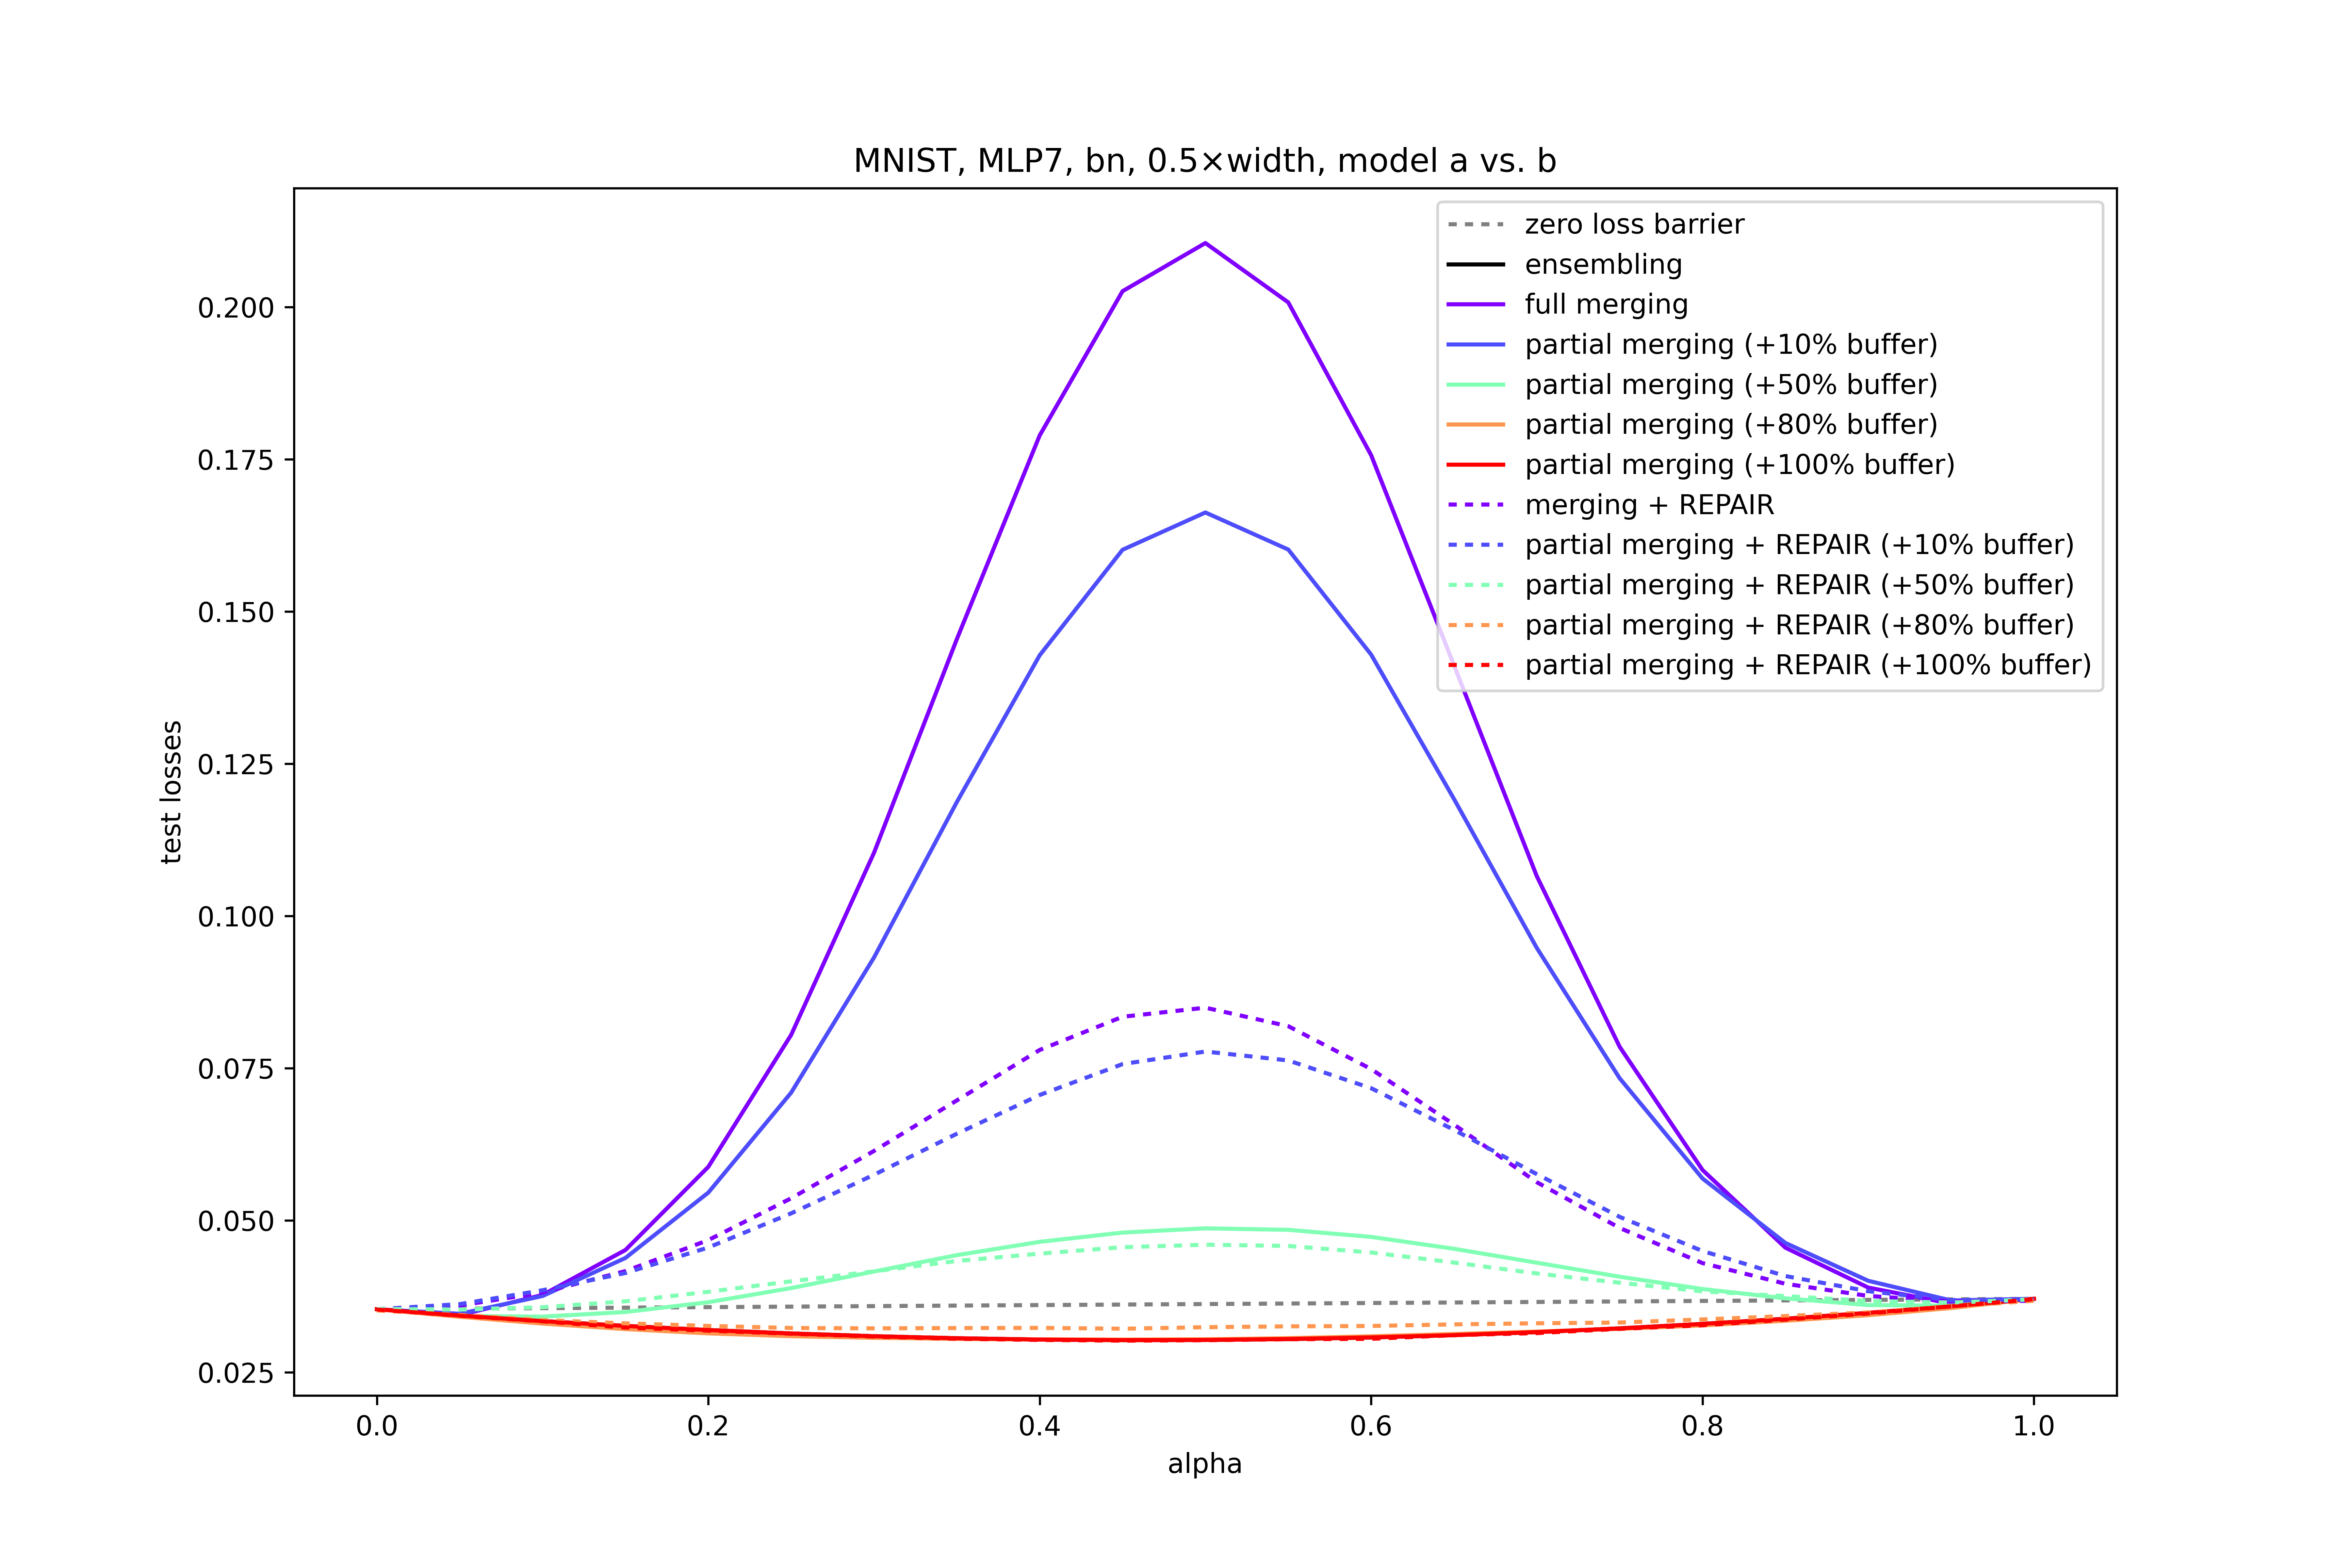 MNIST, MLP7, bn, 0.5×width, model a vs. b
zero loss barrier
ensembling
full merging
partial merging (+10% buffer)
partial merging (+50% buffer)
partial merging (+80% buffer)
partial merging (+100% buffer)
merging + REPAIR
partial merging + REPAIR (+10% buffer)
partial merging + REPAIR (+50% buffer)
partial merging + REPAIR (+80% buffer)
partial merging + REPAIR (+100% buffer)
test losses
0.200
0.175
0.150
0.125
0.100
0.075
0.050
0.025
0.0 0.2 0.4 0.6 0.8 1.0
alpha